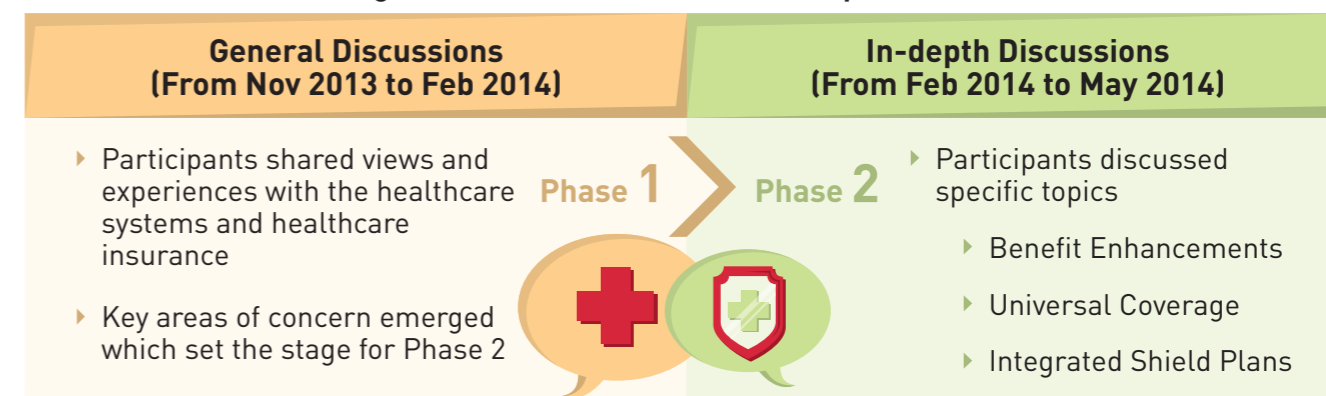 General Discussions
(From Nov 2013 to Feb 2014)
Participants shared views and
experiences with the healthcare
systems and healthcare
insurance
Key areas of concern emerged
which set the stage for Phase 2
Phase 1
Phase 2
In-depth Discussions
(From Feb 2014 to May 2014)
Participants discussed
specific topics
Benefit Enhancements
Universal Coverage
Integrated Shield Plans